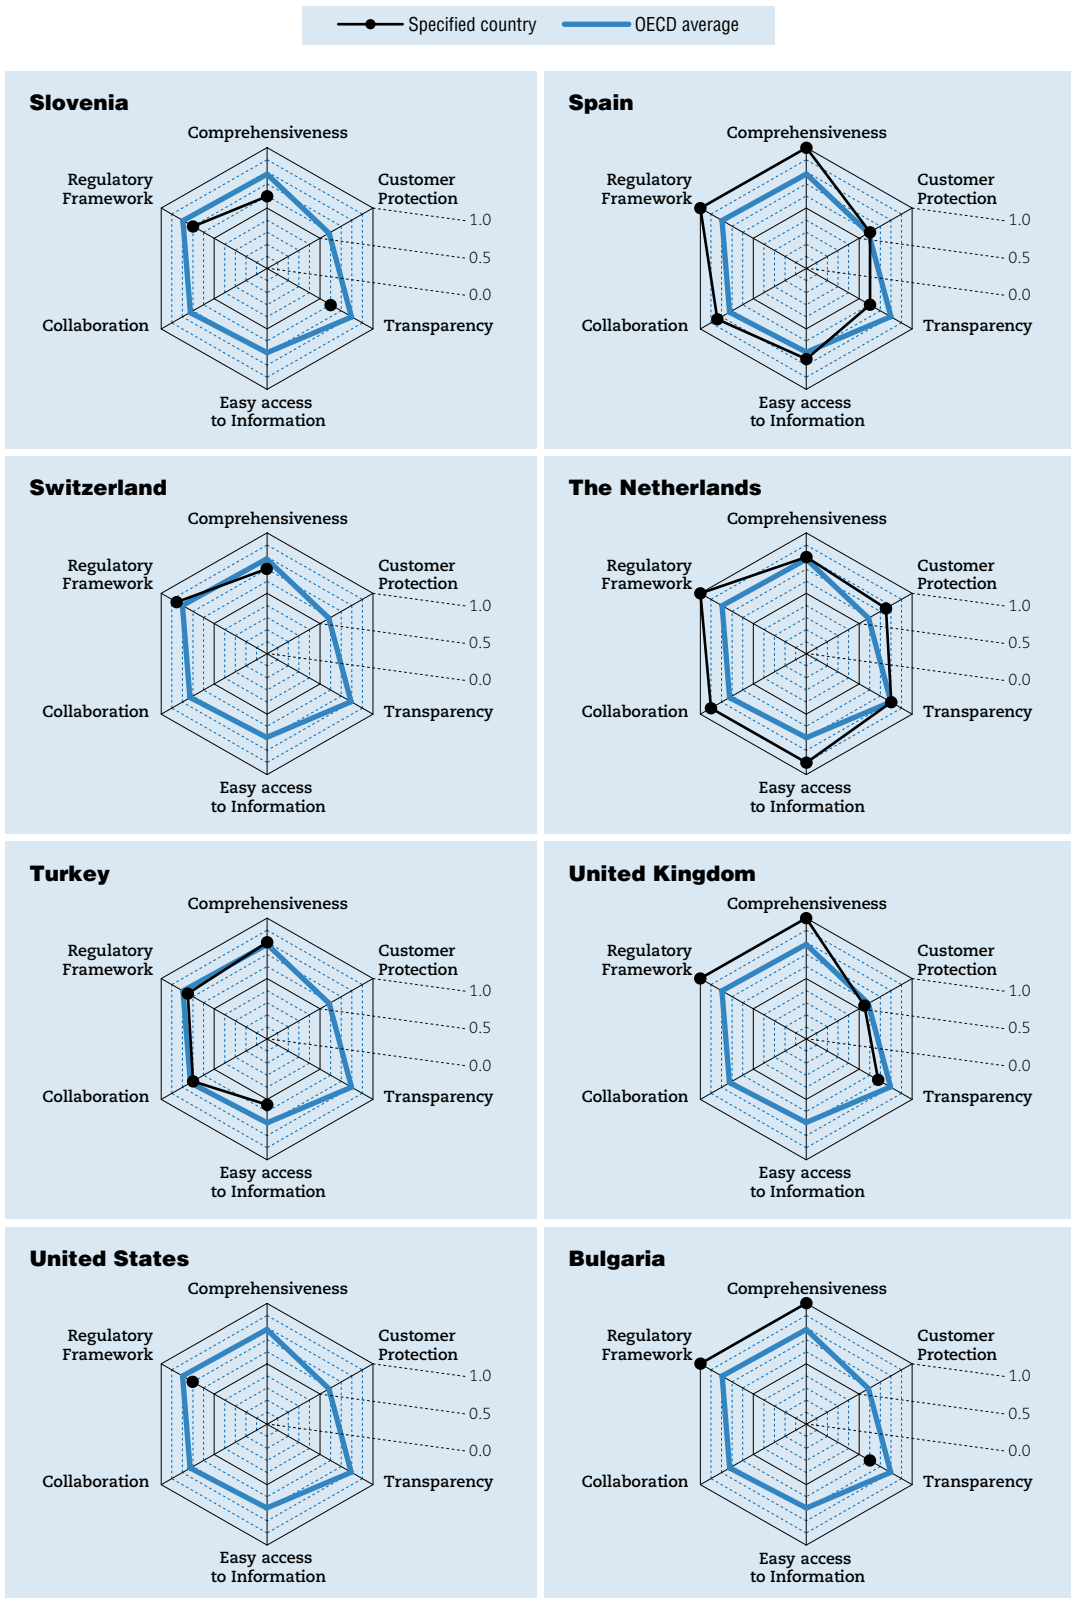 Specified country
OECD average
Slovenia
Comprehensiveness
Regulatory
Framework
Customer
Protection
1.0
0.5
0.0
Collaboration
Transparency
Easy access
to Information
Spain
Comprehensiveness
Regulatory
Framework
Customer
Protection
1.0
0.5
0.0
Collaboration
Transparency
Easy access
to Information
Switzerland
Comprehensiveness
Regulatory
Framework
Customer
Protection
1.0
0.5
0.0
Collaboration
Transparency
Easy access
to Information
The Netherlands
Comprehensiveness
Regulatory
Framework
Customer
Protection
1.0
0.5
0.0
Collaboration
Transparency
Easy access
to Information
Turkey
Comprehensiveness
Regulatory
Framework
Customer
Protection
1.0
0.5
0.0
Collaboration
Transparency
Easy access
to Information
United Kingdom
Comprehensiveness
Regulatory
Framework
Customer
Protection
1.0
0.5
0.0
Collaboration
Transparency
Easy access
to Information
United States
Comprehensiveness
Regulatory
Framework
Customer
Protection
1.0
0.5
0.0
Collaboration
Transparency
Easy access
to Information
Bulgaria
Comprehensiveness
Regulatory
Framework
Customer
Protection
1.0
0.5
0.0
Collaboration
Transparency
Easy access
to Information